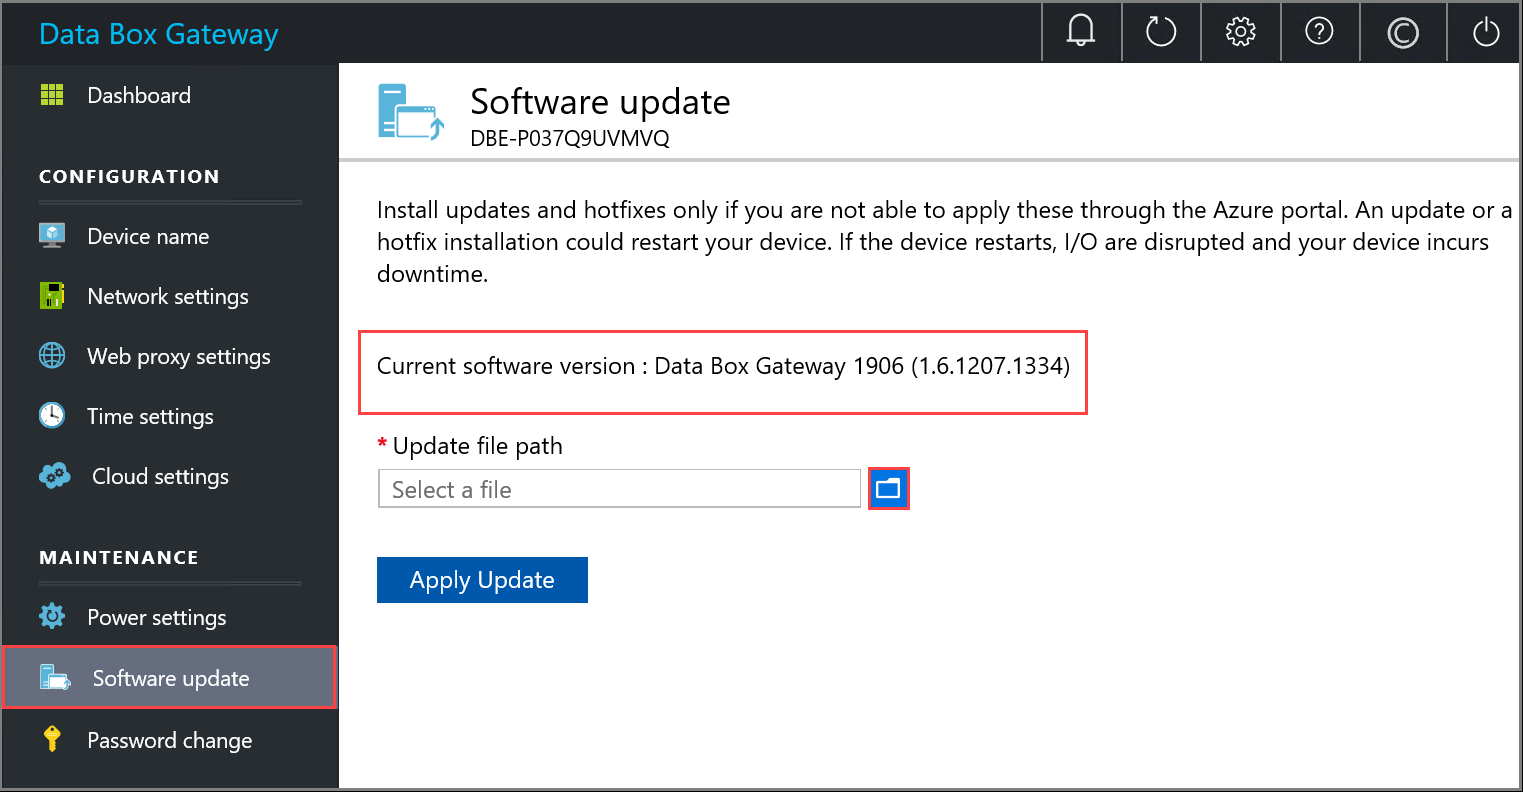 Data Box Gateway
Dashboard
CONFIGURATION
Device name
Network settings
Web proxy settings
Time settings
Cloud settings
MAINTENANCE
Power settings
Software update
Password change
Software update
DBE-P037Q9UVMVQ
Install updates and hotfixes only if you are not able to apply these through the Azure portal. An update or a
hotfix installation could restart your device. If the device restarts, I/O are disrupted and your device incurs
downtime.
Current software version : Data Box Gateway 1906 (1.6.1207.1334)
* Update file path
Select a file
Apply Update